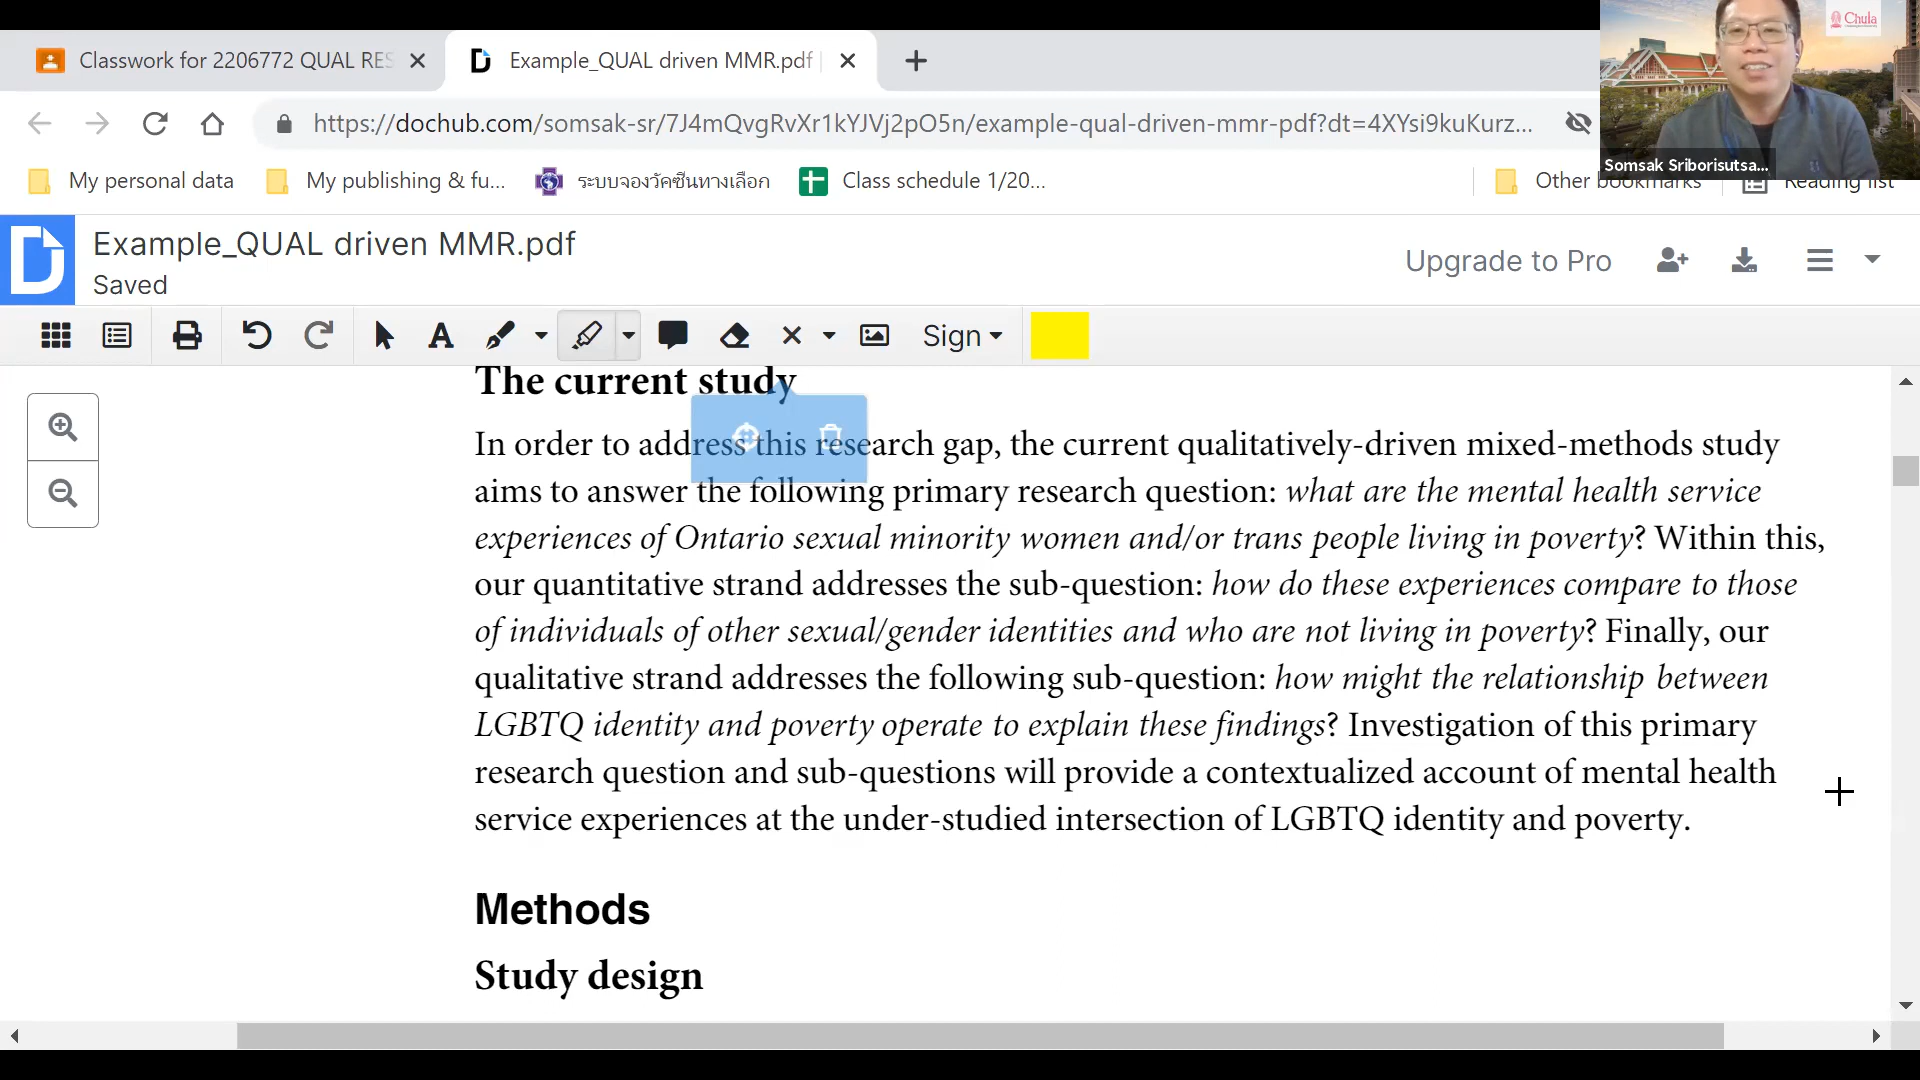 Classwork for 2206772 QUAL RES
Example_QUAL driven MMR.pdf
Chula
https://dochub.com/somsak-sr/7J4mQvgRvXr1kYJVj2pO5n/example-qual-driven-mmr-pdf?dt=4XYsi9kuKurz...
Somsak Sriborisutsa...
My personal data
My publishing & fu...
ระบบจองวัคซีนทางเลือก
Class schedule 1/20...
Other bookmarks
Reading list
Example_QUAL driven MMR.pdf
Saved
Upgrade to Pro
Sign
The current study
In order to address this research gap, the current qualitatively-driven mixed-methods study
aims to answer the following primary research question: what are the mental health service
experiences of Ontario sexual minority women and/or trans people living in poverty? Within this,
our quantitative strand addresses the sub-question: how do these experiences compare to those
of individuals of other sexual/gender identities and who are not living in poverty? Finally, our
qualitative strand addresses the following sub-question: how might the relationship between
LGBTQ identity and poverty operate to explain these findings? Investigation of this primary
research question and sub-questions will provide a contextualized account of mental health
service experiences at the under-studied intersection of LGBTQ identity and poverty.
Methods
Study design